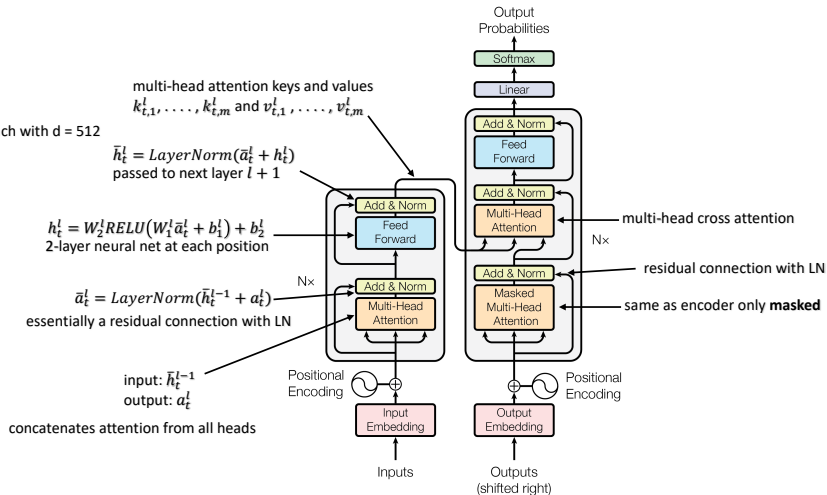 Output
Probabilities
Softmax
Linear
multi-head attention keys and values
k^l_{t,1}, . . . . , k^l_{t,m} and v^l_{t,1} , . . . . , v^l_{t,m}
Add & Norm
ch with d = 512
Feed
Forward
h̄^l_t = LayerNorm(ā^l_t + h^l_t)
passed to next layer l + 1
Add & Norm
Add & Norm
Multi-Head
Attention
multi-head cross attention
h^l_t = W^l_2RELU(W^l_1ā^l_t + b^l_1) + b^l_2
2-layer neural net at each position
Feed
Forward
N×
Add & Norm
residual connection with LN
N×
Add & Norm
ā^l_t = LayerNorm(h̄^{l-1}_t + a^l_t)
essentially a residual connection with LN
Multi-Head
Attention
Masked
Multi-Head
Attention
same as encoder only masked
input: h̄^{l-1}_t
output: a^l_t
Positional
Encoding
Positional
Encoding
concatenates attention from all heads
Input
Embedding
Output
Embedding
Inputs
Outputs
(shifted right)